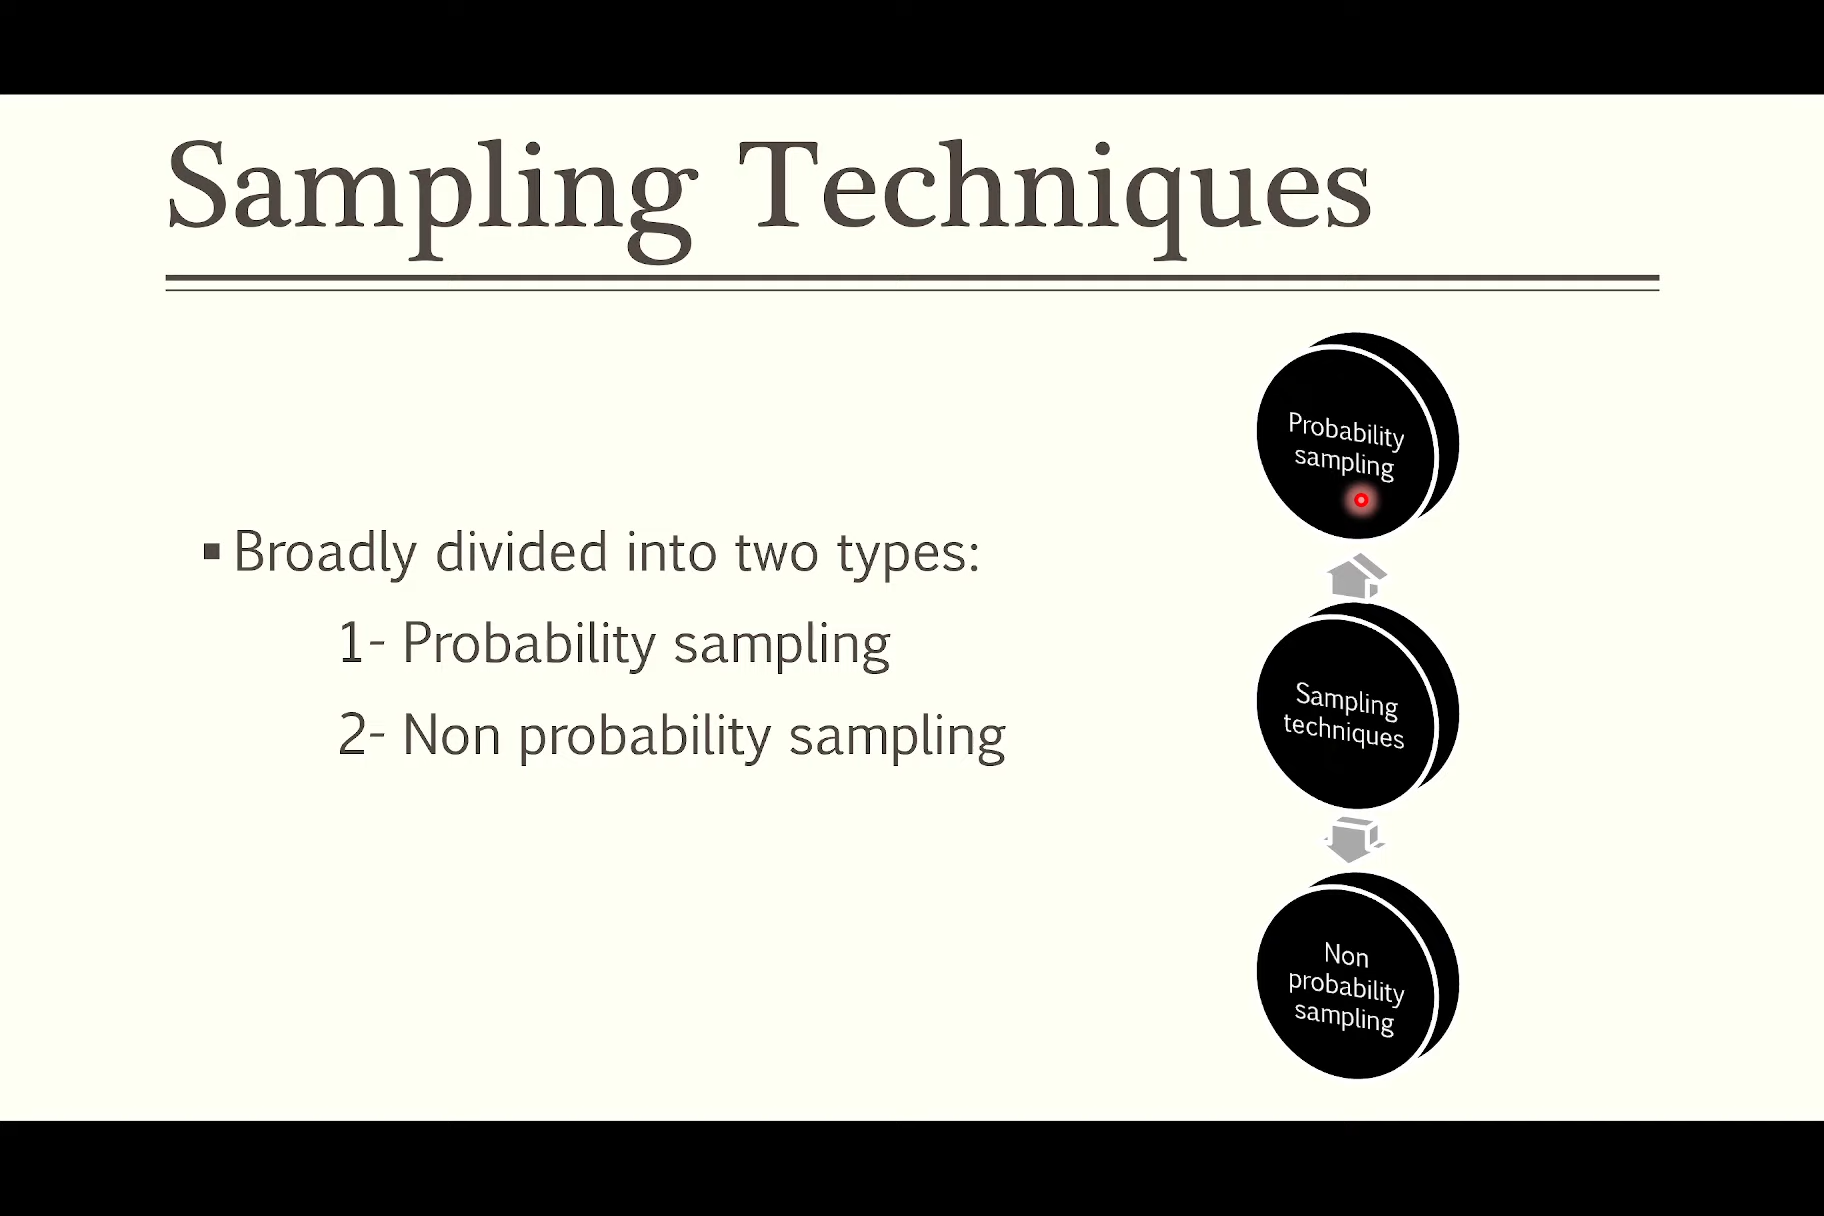 Sampling Techniques
▪ Broadly divided into two types:
1- Probability sampling
2- Non probability sampling
Probability
sampling
Sampling
techniques
Non
probability
sampling